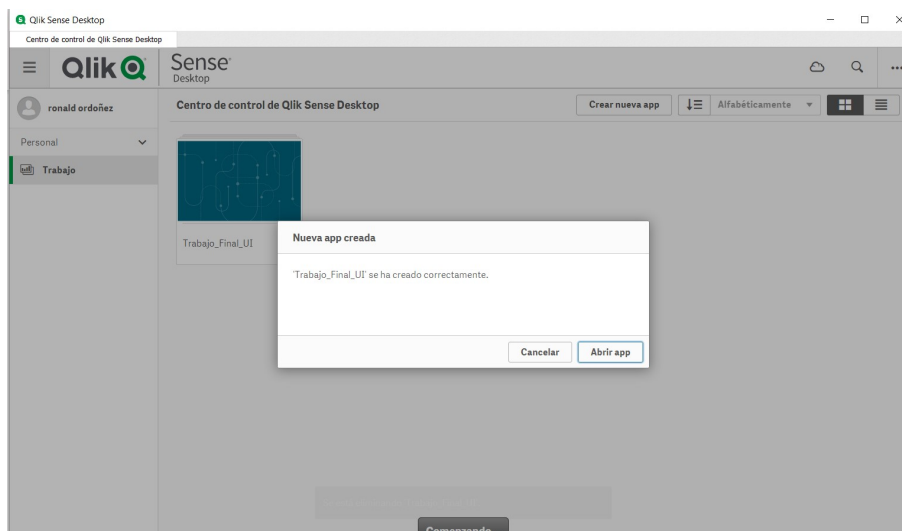 Qlik Sense Desktop
Centro de control de Qlik Sense Desktop
Qlik Sense Desktop
ronald ordoñez
Centro de control de Qlik Sense Desktop
Crear nueva app
Alfabéticamente
Personal
Trabajo
Trabajo_Final_UI
Nueva app creada
'Trabajo_Final_UI' se ha creado correctamente.
Cancelar
Abrir app